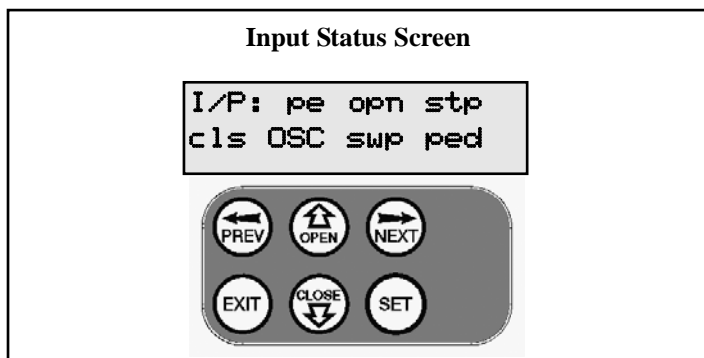 Input Status Screen
I/P: pe opn stp
cls OSC swp ped
PREV OPEN NEXT
EXIT CLOSE SET